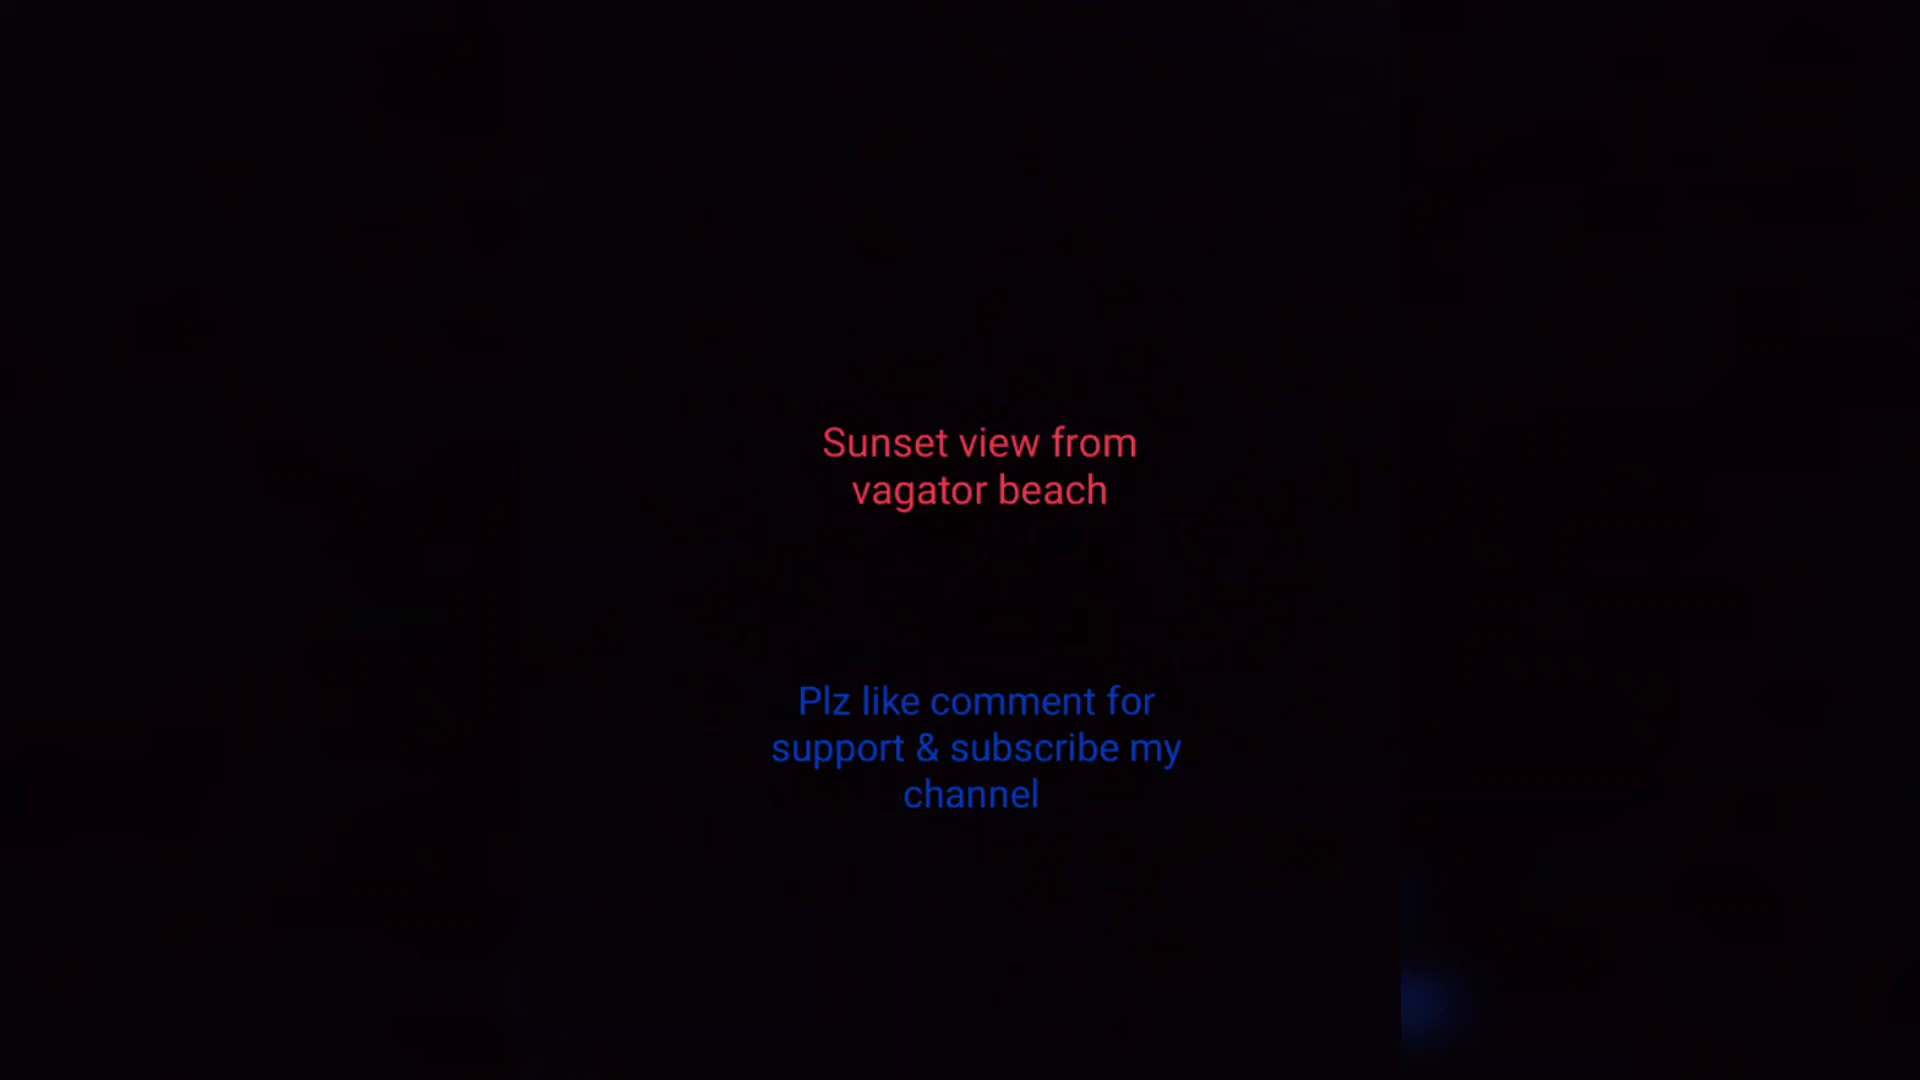 Sunset view from
vagator beach
Plz like comment for
support & subscribe my
channel